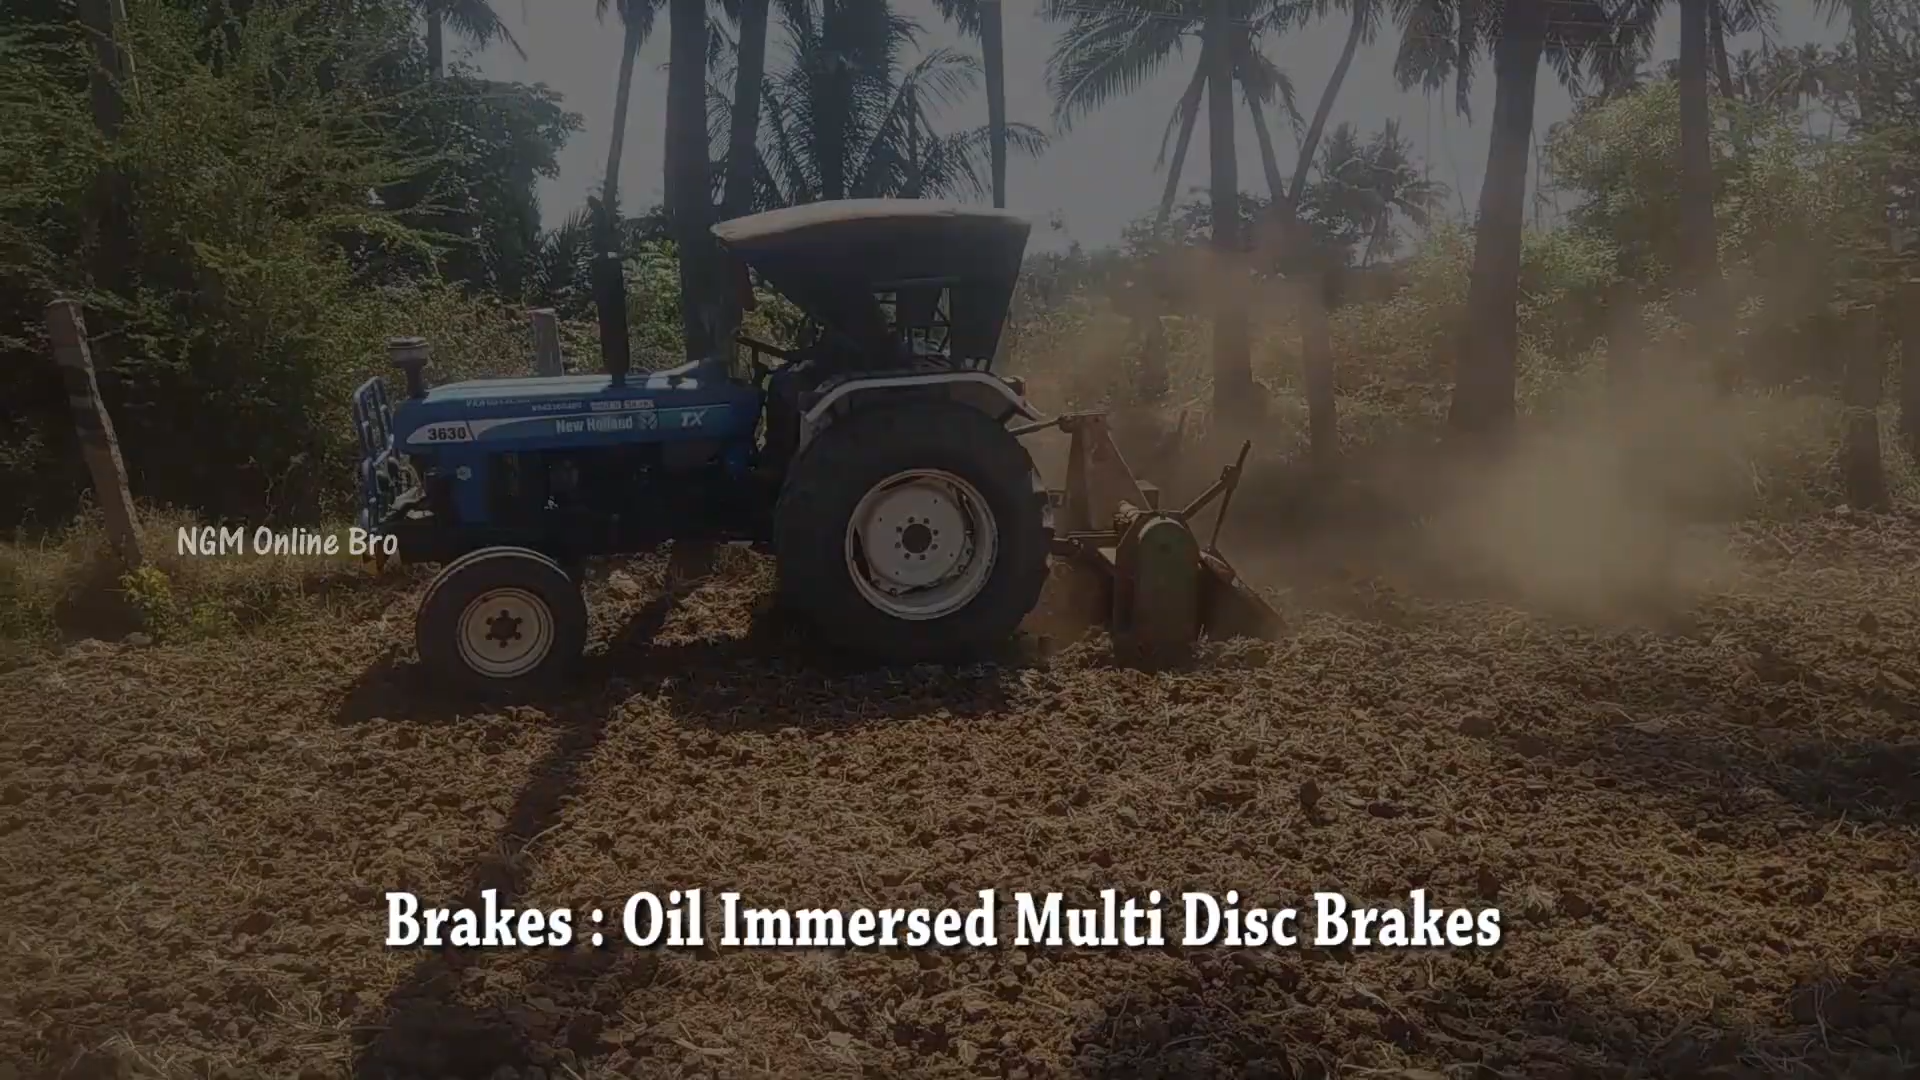 3630
New Holland
TX
NGM Online Bro
Brakes : Oil Immersed Multi Disc Brakes